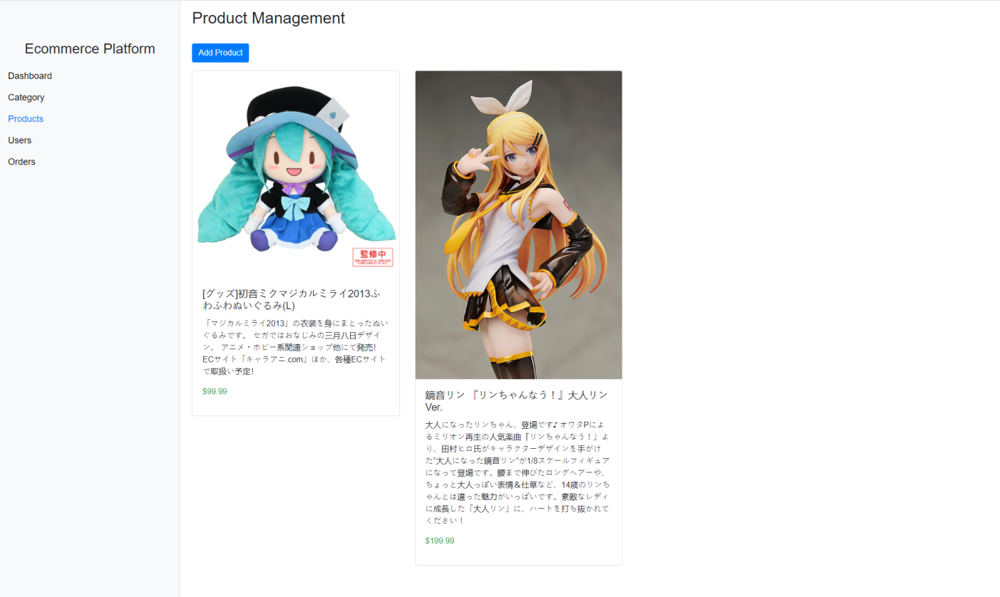 Product Management
Ecommerce Platform
Add Product
Dashboard
Category
Products
Users
Orders
監修中
[グッズ]初音ミクマジカルミライ2013ふ
わふわぬいぐるみ(L)
「マジカルミライ2013」の衣装を身にまとったぬい
ぐるみです。 セガではおなじみの三月八日デザイ
ン。 アニメ・ホビー系関連ショップ他にて発売！
ECサイト「キャラアニ.com」ほか、各種ECサイト
で取扱い予定！
$99.99
鏡音リン 『リンちゃんなう！』大人リン
Ver.
大人になったリンちゃん、登場です♪ オワタPによ
るミリオン再生の人気楽曲「リンちゃんなう！」よ
り、田村ヒロ氏がキャラクターデザインを手がけ
た“大人になった鏡音リン”が1/8スケールフィギュア
になって登場です。腰まで伸びたロングヘアーや、
ちょっと大人っぽい表情＆仕草など、14歳のリンち
ゃんとは違った魅力がいっぱいです。素敵なレディ
に成長した「大人リン」に、ハートを打ち抜かれて
ください！
$199.99